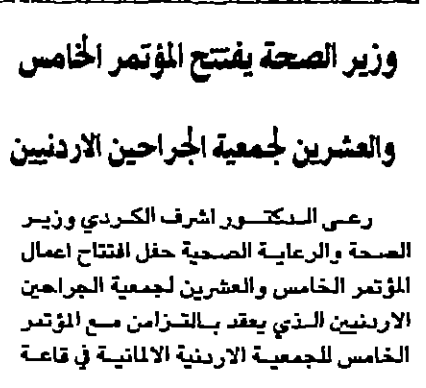 وزير الصحة يفتتح المؤتمر الخامس
والعشرين لجمعية الجراحين الاردنيين
رعى الدكتور اشرف الكردي وزير
الصحة والرعاية الصحية حفل افتتاح اعمال
المؤتمر الخامس والعشرين لجمعية الجراحين
الاردنيين الذي يعقد بالتزامن مع المؤتمر
الخامس للجمعية الاردنية الالمانية في قاعة